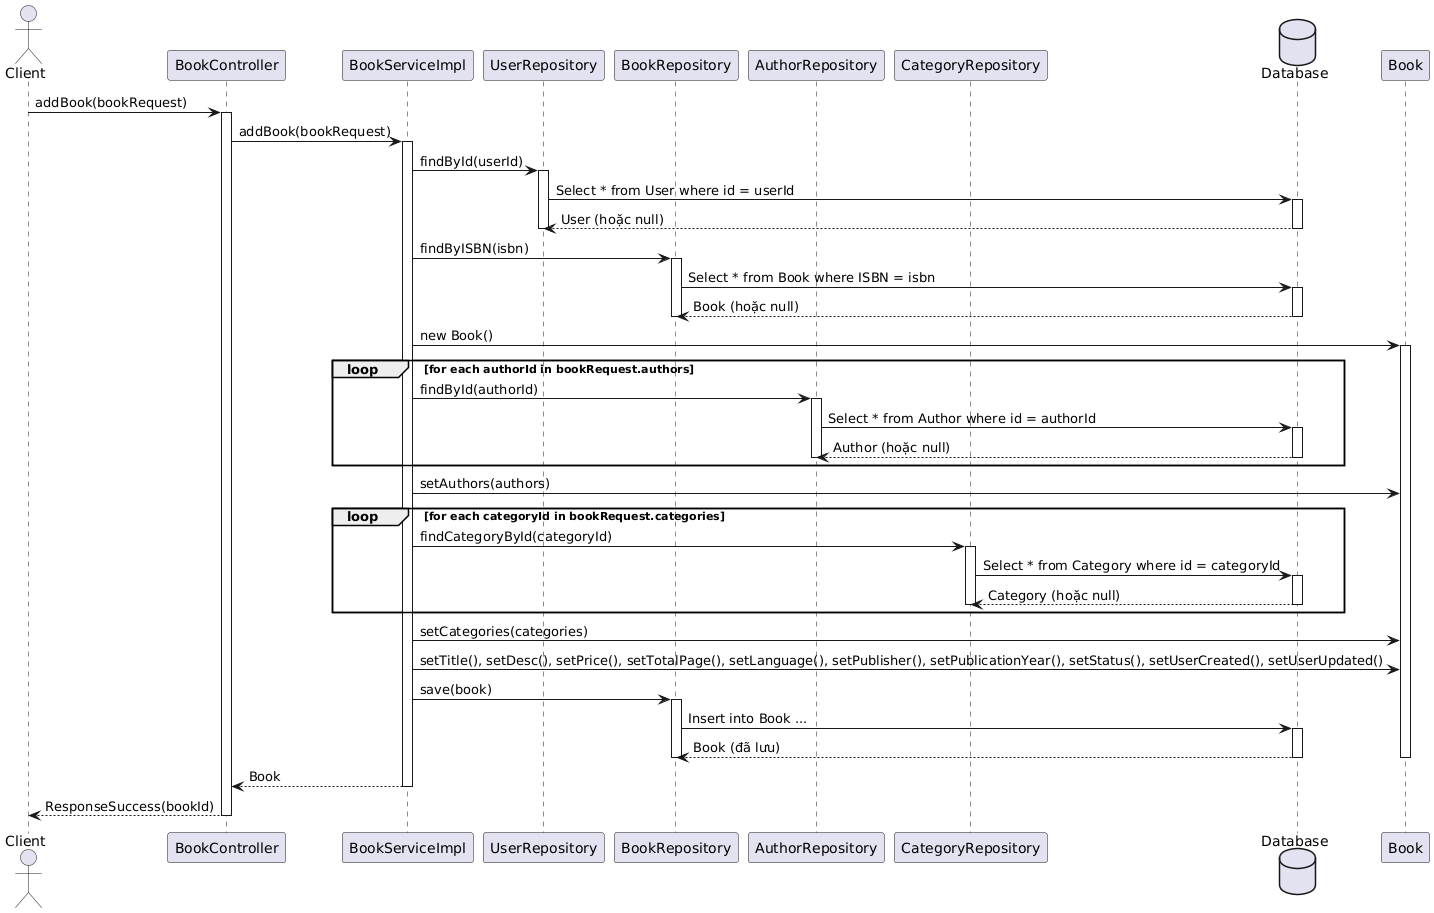 Client
BookController
BookServiceImpl
UserRepository
BookRepository
AuthorRepository
CategoryRepository
Database
Book
addBook(bookRequest)
addBook(bookRequest)
findById(userId)
Select * from User where id = userId
User (hoặc null)
findByISBN(isbn)
Select * from Book where ISBN = isbn
Book (hoặc null)
new Book()
loop [for each authorId in bookRequest.authors]
findById(authorId)
Select * from Author where id = authorId
Author (hoặc null)
setAuthors(authors)
loop [for each categoryId in bookRequest.categories]
findCategoryById(categoryId)
Select * from Category where id = categoryId
Category (hoặc null)
setCategories(categories)
setTitle(), setDesc(), setPrice(), setTotalPage(), setLanguage(), setPublisher(), setPublicationYear(), setStatus(), setUserCreated(), setUserUpdated()
save(book)
Insert into Book ...
Book (đã lưu)
Book
ResponseSuccess(bookId)
Client
BookController
BookServiceImpl
UserRepository
BookRepository
AuthorRepository
CategoryRepository
Database
Book